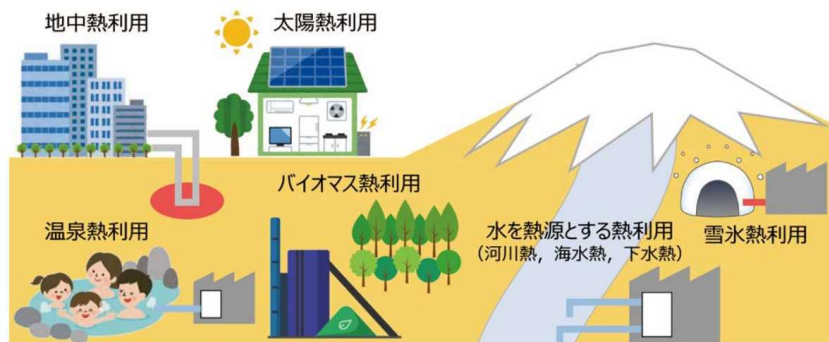 地中熱利用
太陽熱利用
バイオマス熱利用
温泉熱利用
水を熱源とする熱利用
(河川熱，海水熱，下水熱)
雪氷熱利用